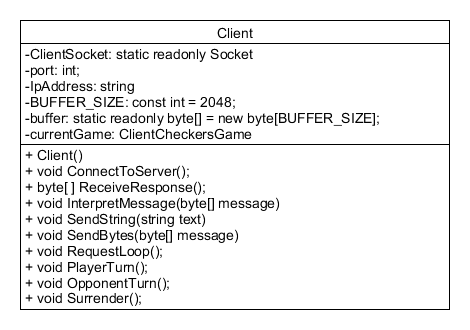 Client
-ClientSocket: static readonly Socket
-port: int;
-IpAddress: string
-BUFFER_SIZE: const int = 2048;
-buffer: static readonly byte[] = new byte[BUFFER_SIZE];
-currentGame: ClientCheckersGame
+ Client()
+ void ConnectToServer();
+ byte[ ] ReceiveResponse();
+ void InterpretMessage(byte[] message)
+ void SendString(string text)
+ void SendBytes(byte[] message)
+ void RequestLoop();
+ void PlayerTurn();
+ void OpponentTurn();
+ void Surrender();